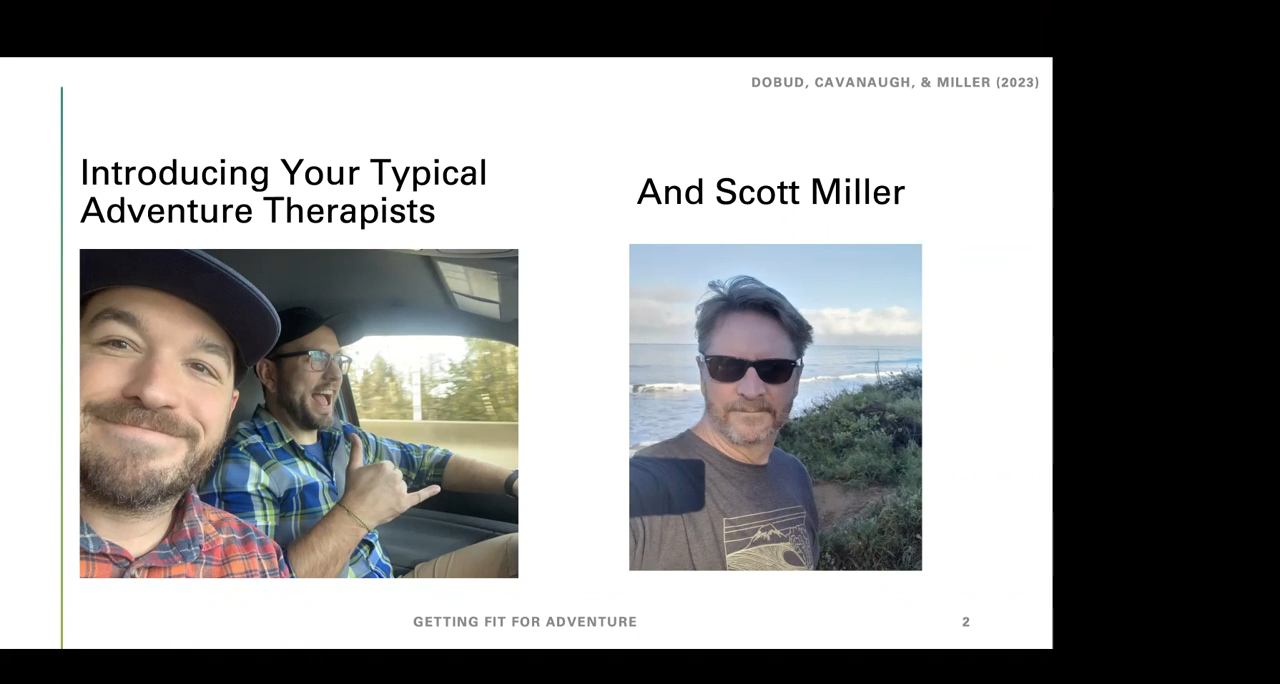 DOBUD, CAVANAUGH, & MILLER (2023)
Introducing Your Typical
Adventure Therapists
And Scott Miller
GETTING FIT FOR ADVENTURE
2